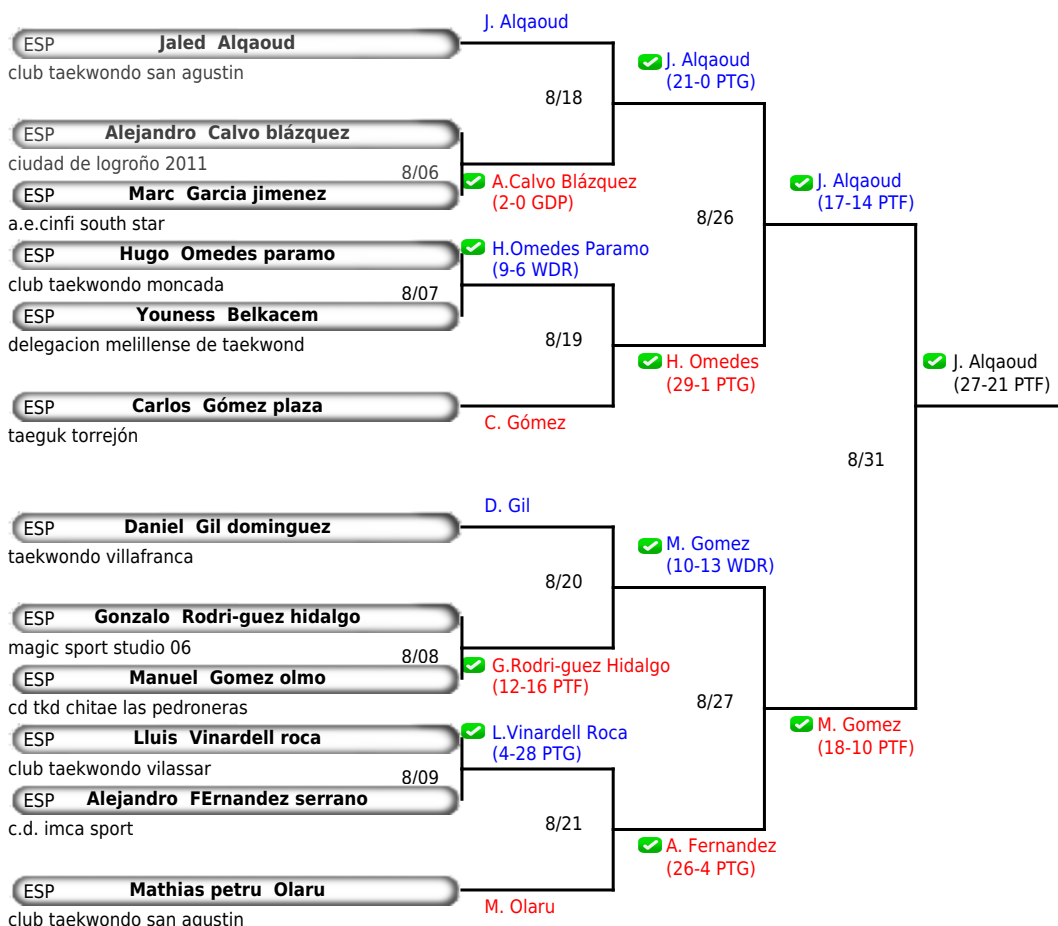 J. Alqaoud
ESP Jaled Alqaoud
club taekwondo san agustin
J. Alqaoud
(21-0 PTG)
8/18
ESP Alejandro Calvo blázquez
ciudad de logroño 2011
8/06
A.Calvo Blázquez
(2-0 GDP)
ESP Marc Garcia jimenez
a.e.cinfi south star
J. Alqaoud
(17-14 PTF)
8/26
ESP Hugo Omedes paramo
club taekwondo moncada
H.Omedes Paramo
(9-6 WDR)
8/07
ESP Youness Belkacem
delegacion melillense de taekwond
8/19
H. Omedes
(29-1 PTG)
J. Alqaoud
(27-21 PTF)
ESP Carlos Gómez plaza
taeguk torrejón
C. Gómez
8/31
D. Gil
ESP Daniel Gil dominguez
taekwondo villafranca
M. Gomez
(10-13 WDR)
8/20
ESP Gonzalo Rodri-guez hidalgo
magic sport studio 06
8/08
G.Rodri-guez Hidalgo
(12-16 PTF)
ESP Manuel Gomez olmo
cd tkd chitae las pedroneras
8/27
M. Gomez
(18-10 PTF)
ESP Lluis Vinardell roca
club taekwondo vilassar
L.Vinardell Roca
(4-28 PTG)
8/09
ESP Alejandro FErnandez serrano
c.d. imca sport
8/21
A. Fernandez
(26-4 PTG)
ESP Mathias petru Olaru
club taekwondo san agustin
M. Olaru